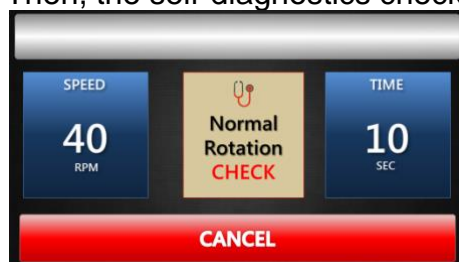 Then, the self-diagnostics check
SPEED
40
RPM
Normal
Rotation
CHECK
TIME
10
SEC
CANCEL